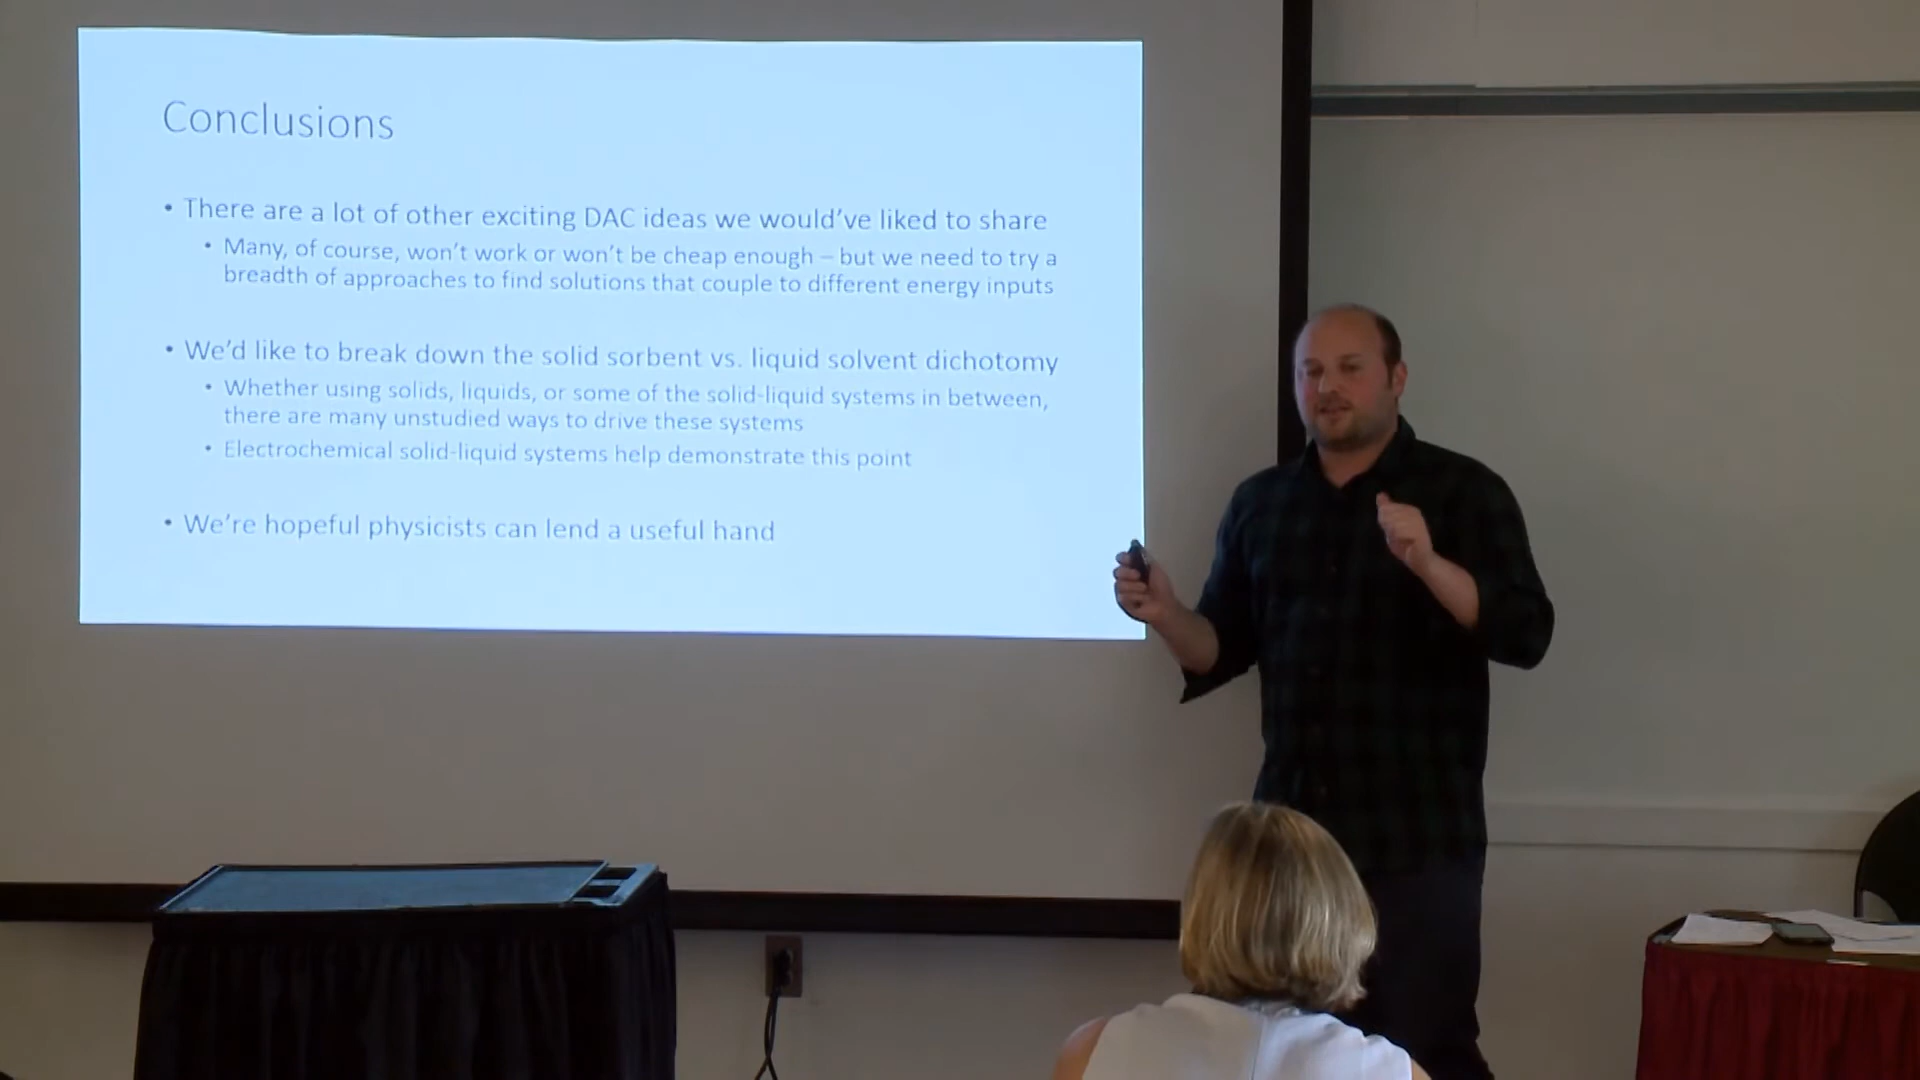 Conclusions
• There are a lot of other exciting DAC ideas we would've liked to share
• Many, of course, won't work or won't be cheap enough – but we need to try a
breadth of approaches to find solutions that couple to different energy inputs
• We'd like to break down the solid sorbent vs. liquid solvent dichotomy
• Whether using solids, liquids, or some of the solid-liquid systems in between,
there are many unstudied ways to drive these systems
• Electrochemical solid-liquid systems help demonstrate this point
• We're hopeful physicists can lend a useful hand